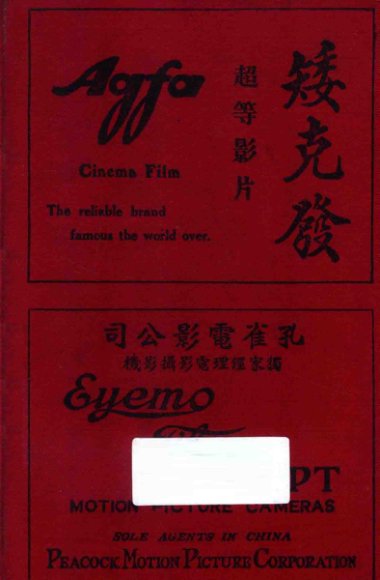 Agfa
Cinema Film
The reliable brand
famous the world over.
矮克發
超等影片
孔雀電影公司
獨家經理電影攝影機
Eyemo
MOTION PICTURE CAMERAS
SOLE AGENTS IN CHINA
PEACOCK MOTION PICTURE CORPORATION